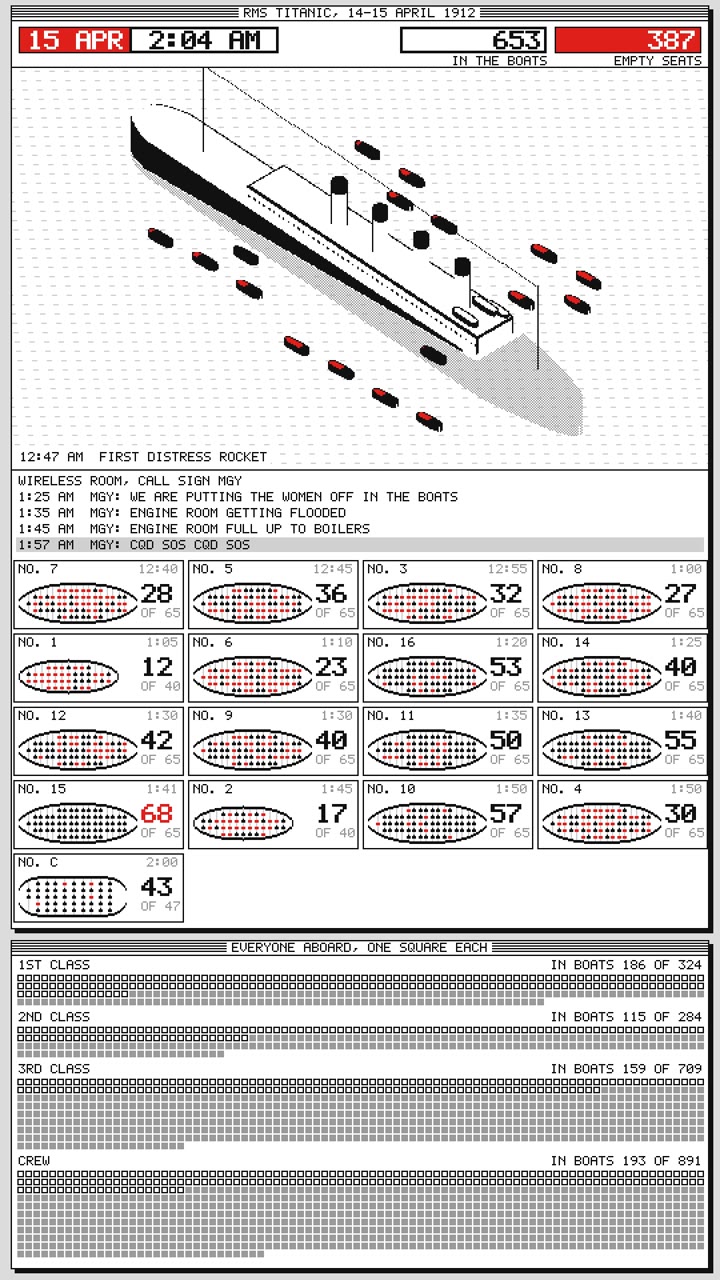 RMS TITANIC, 14-15 APRIL 1912
15 APR 2:04 AM 653 387
IN THE BOATS EMPTY SEATS
12:47 AM FIRST DISTRESS ROCKET
WIRELESS ROOM, CALL SIGN MGY
1:25 AM MGY: WE ARE PUTTING THE WOMEN OFF IN THE BOATS
1:35 AM MGY: ENGINE ROOM GETTING FLOODED
1:45 AM MGY: ENGINE ROOM FULL UP TO BOILERS
1:57 AM MGY: CQD SOS CQD SOS
NO. 7 12:40
28
OF 65
NO. 5 12:45
36
OF 65
NO. 3 12:55
32
OF 65
NO. 8 1:00
27
OF 65
NO. 1 1:05
12
OF 40
NO. 6 1:10
23
OF 65
NO. 16 1:20
53
OF 65
NO. 14 1:25
40
OF 65
NO. 12 1:30
42
OF 65
NO. 9 1:30
40
OF 65
NO. 11 1:35
50
OF 65
NO. 13 1:40
55
OF 65
NO. 15 1:41
68
OF 65
NO. 2 1:45
17
OF 40
NO. 10 1:50
57
OF 65
NO. 4 1:50
30
OF 65
NO. C 2:00
43
OF 47
EVERYONE ABOARD, ONE SQUARE EACH
1ST CLASS IN BOATS 186 OF 324
2ND CLASS IN BOATS 115 OF 284
3RD CLASS IN BOATS 159 OF 709
CREW IN BOATS 193 OF 891